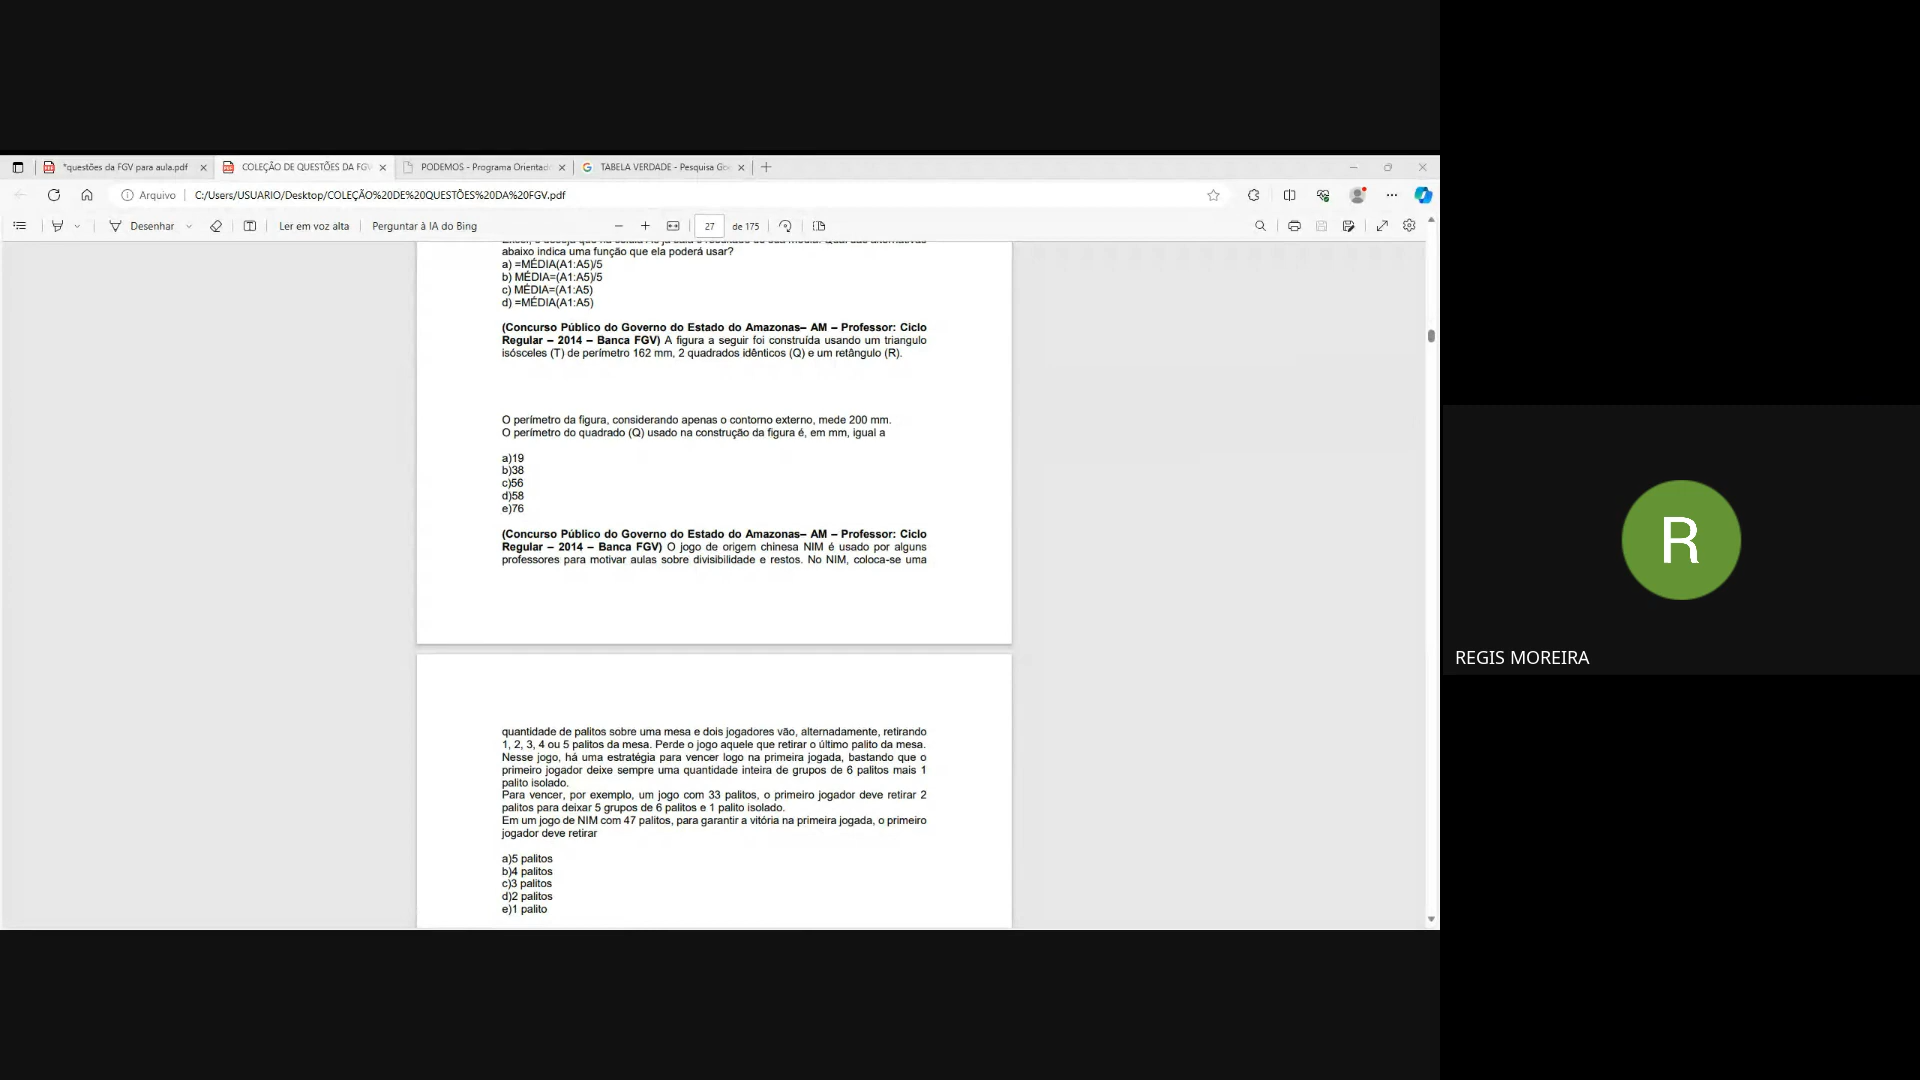 *questões da FGV para aula.pdf
COLEÇÃO DE QUESTÕES DA FGV
PODEMOS - Programa Orientad
TABELA VERDADE - Pesquisa Go
Arquivo
C:/Users/USUARIO/Desktop/COLEÇÃO%20DE%20QUESTÕES%20DA%20FGV.pdf
Desenhar
Ler em voz alta
Perguntar à IA do Bing
27
de 175
abaixo indica uma função que ela poderá usar?
a) =MÉDIA(A1:A5)/5
b) MÉDIA=(A1:A5)/5
c) MÉDIA=(A1:A5)
d) =MÉDIA(A1:A5)
(Concurso Público do Governo do Estado do Amazonas– AM – Professor: Ciclo
Regular – 2014 – Banca FGV) A figura a seguir foi construída usando um triangulo
isósceles (T) de perímetro 162 mm, 2 quadrados idênticos (Q) e um retângulo (R).
O perímetro da figura, considerando apenas o contorno externo, mede 200 mm.
O perímetro do quadrado (Q) usado na construção da figura é, em mm, igual a
a)19
b)38
c)56
d)58
e)76
(Concurso Público do Governo do Estado do Amazonas– AM – Professor: Ciclo
Regular – 2014 – Banca FGV) O jogo de origem chinesa NIM é usado por alguns
professores para motivar aulas sobre divisibilidade e restos. No NIM, coloca-se uma
quantidade de palitos sobre uma mesa e dois jogadores vão, alternadamente, retirando
1, 2, 3, 4 ou 5 palitos da mesa. Perde o jogo aquele que retirar o último palito da mesa.
Nesse jogo, há uma estratégia para vencer logo na primeira jogada, bastando que o
primeiro jogador deixe sempre uma quantidade inteira de grupos de 6 palitos mais 1
palito isolado.
Para vencer, por exemplo, um jogo com 33 palitos, o primeiro jogador deve retirar 2
palitos para deixar 5 grupos de 6 palitos e 1 palito isolado.
Em um jogo de NIM com 47 palitos, para garantir a vitória na primeira jogada, o primeiro
jogador deve retirar
a)5 palitos
b)4 palitos
c)3 palitos
d)2 palitos
e)1 palito
R
REGIS MOREIRA